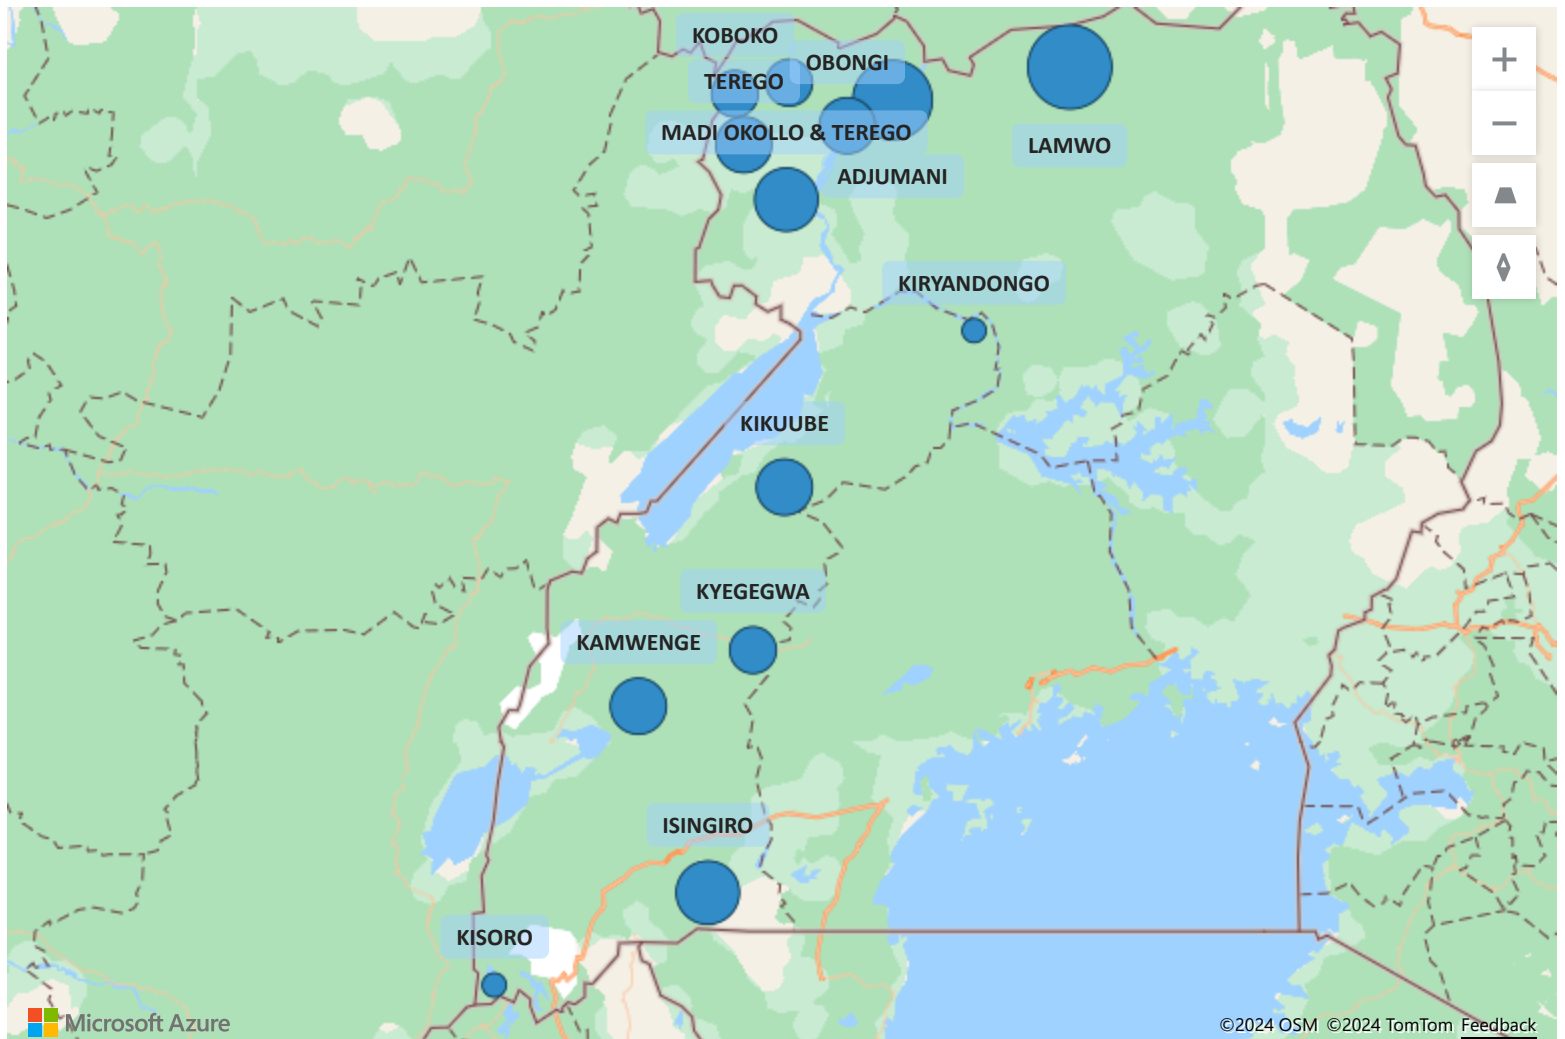 KOBOKO
OBONGI
TEREGO
MADI OKOLLO & TEREGO
LAMWO
ADJUMANI
KIRYANDONGO
KIKUUBE
KYEGEGWA
KAMWENGE
ISINGIRO
KISORO
Microsoft Azure
©2024 OSM ©2024 TomTom Feedback